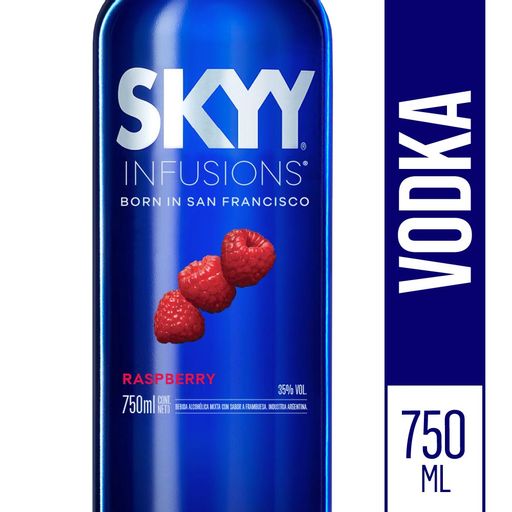 SKYY®
INFUSIONS®
BORN IN SAN FRANCISCO
RASPBERRY
35% VOL.
750ml CONT. NETO
BEBIDA ALCOHÓLICA MIXTA CON SABOR A FRAMBUESA. INDUSTRIA ARGENTINA.
VODKA
750
ML